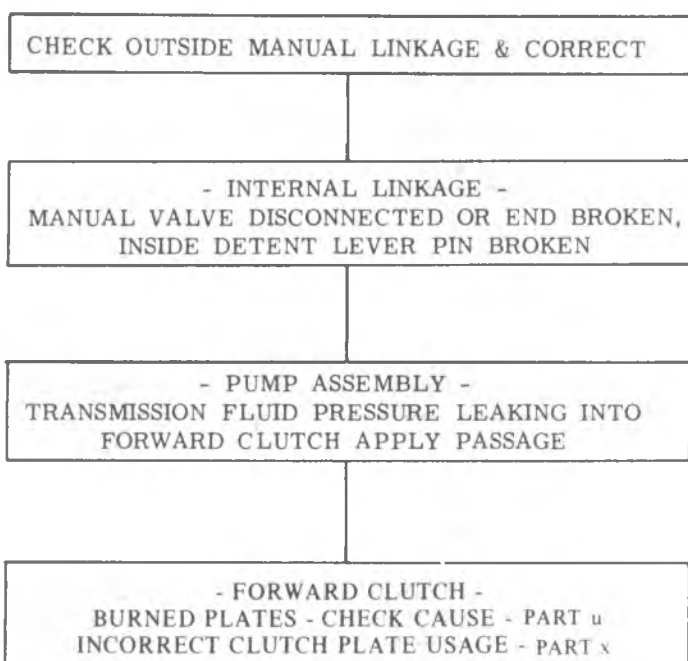 CHECK OUTSIDE MANUAL LINKAGE & CORRECT
- INTERNAL LINKAGE -
MANUAL VALVE DISCONNECTED OR END BROKEN,
INSIDE DETENT LEVER PIN BROKEN
- PUMP ASSEMBLY -
TRANSMISSION FLUID PRESSURE LEAKING INTO
FORWARD CLUTCH APPLY PASSAGE
- FORWARD CLUTCH -
BURNED PLATES - CHECK CAUSE - PART u
INCORRECT CLUTCH PLATE USAGE - PART x